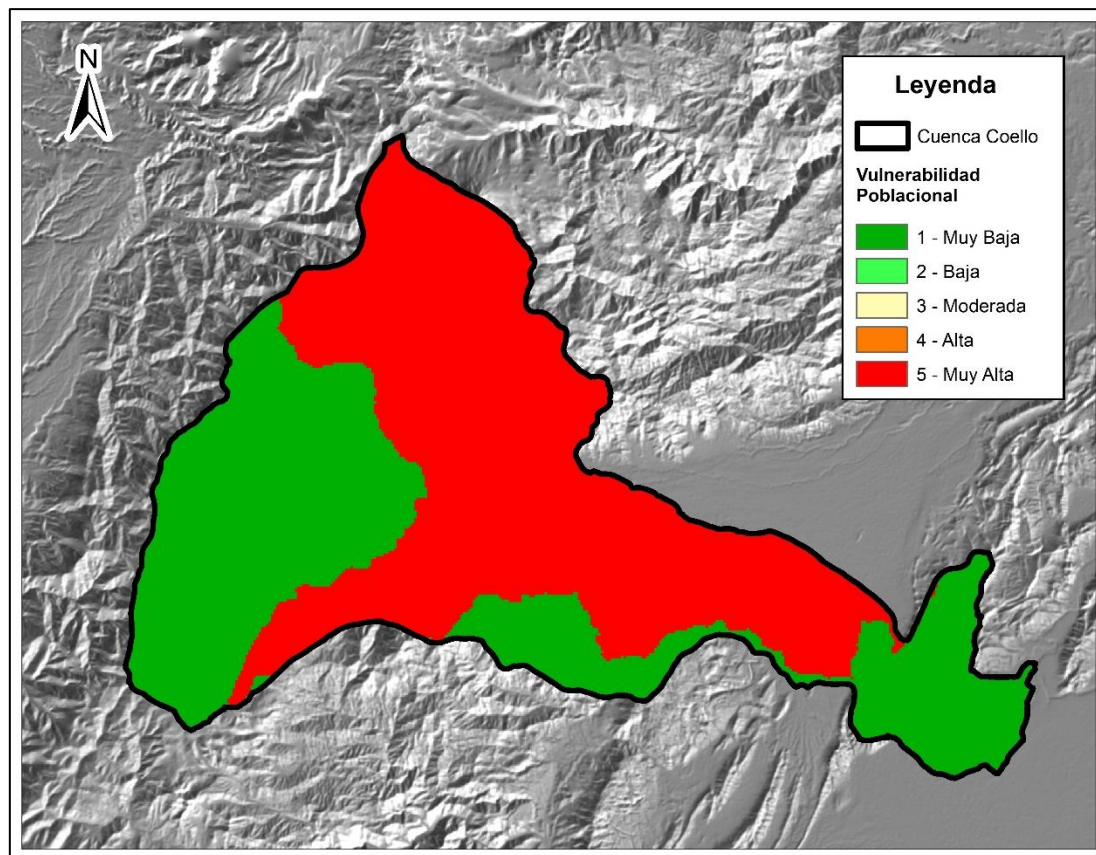 N
Leyenda
Cuenca Coello
Vulnerabilidad
Poblacional
1 - Muy Baja
2 - Baja
3 - Moderada
4 - Alta
5 - Muy Alta